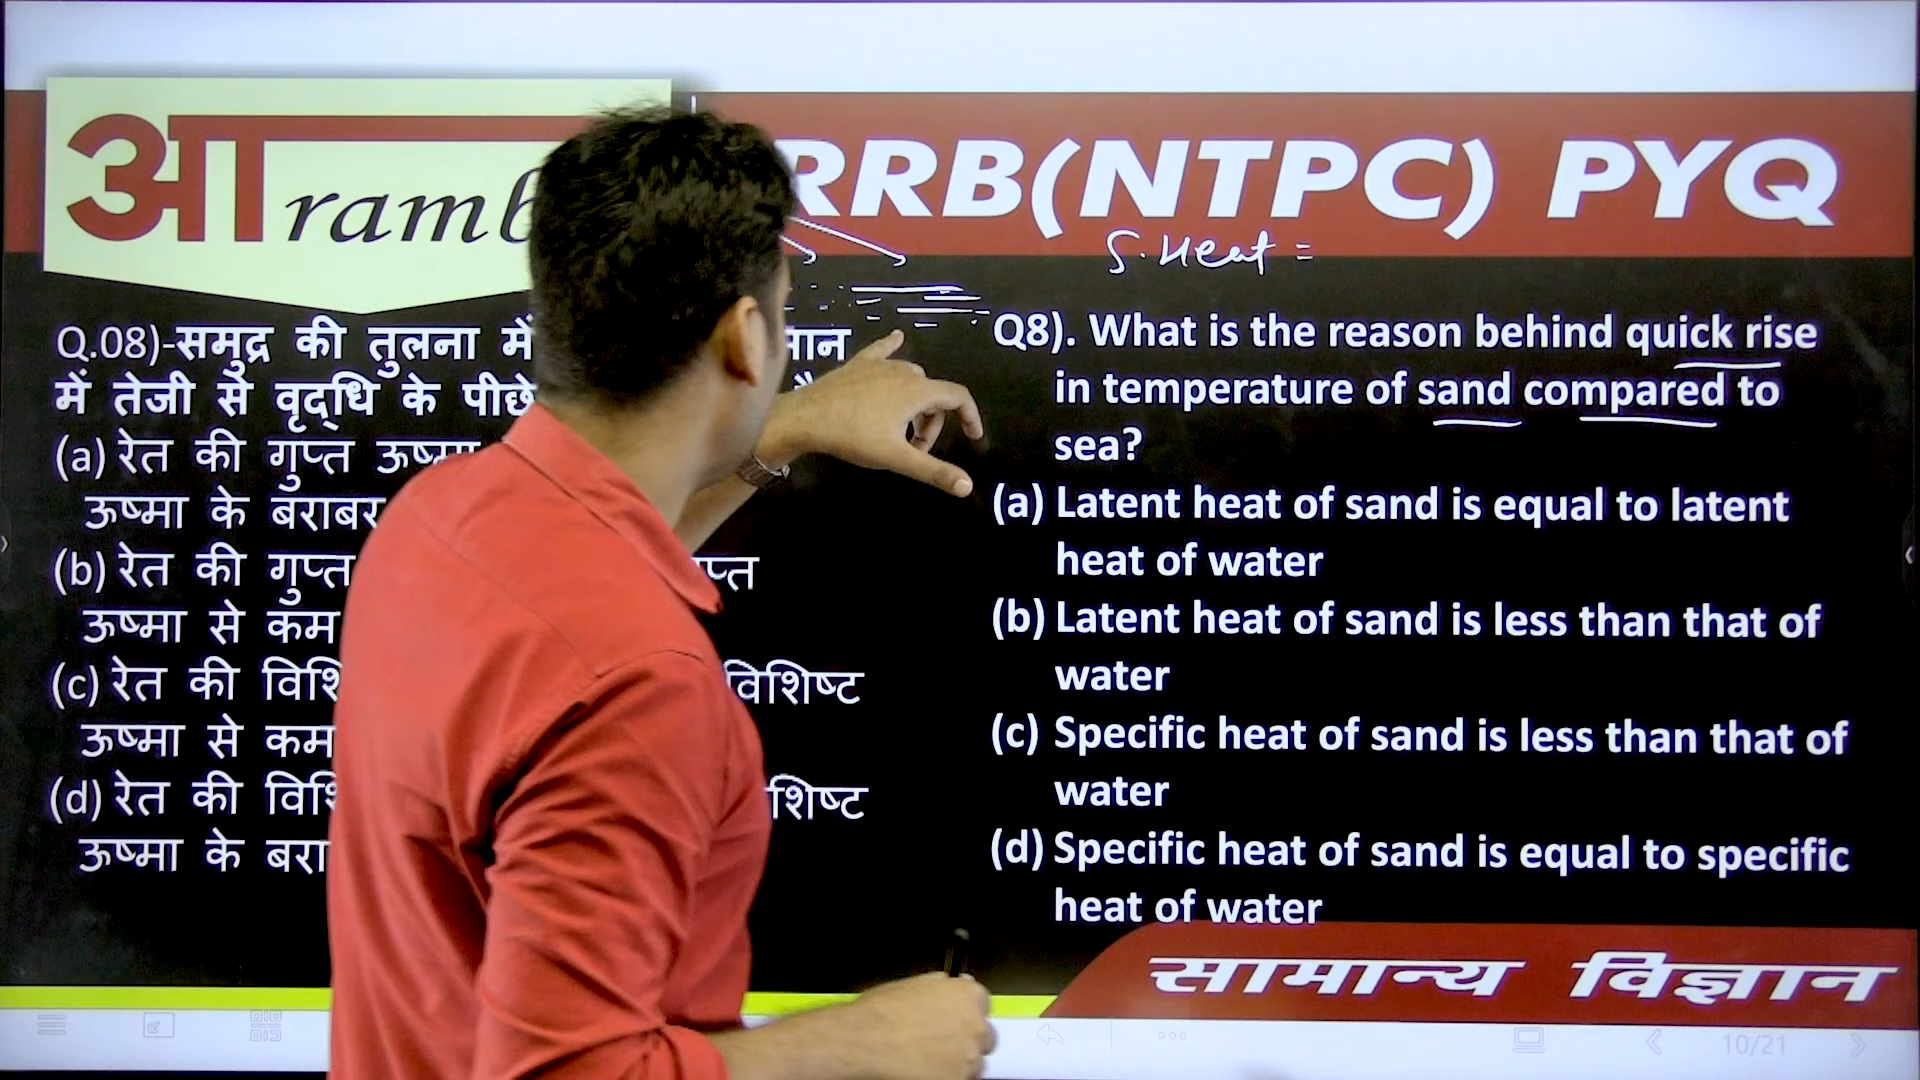 आramb
RRB(NTPC) PYQ
S. Heat =
Q.08)-समुद्र की तुलना में
में तेजी से वृद्धि के पीछे
(a) रेत की गुप्त ऊष्मा
ऊष्मा के बराबर
(b) रेत की गुप्त
ऊष्मा से कम
(c) रेत की विशिष्ट
ऊष्मा से कम
(d) रेत की विशिष्ट
ऊष्मा के
Q8). What is the reason behind quick rise
in temperature of sand compared to
sea?
(a) Latent heat of sand is equal to latent
heat of water
(b) Latent heat of sand is less than that of
water
(c) Specific heat of sand is less than that of
water
(d) Specific heat of sand is equal to specific
heat of water
सामान्य विज्ञान
10/21